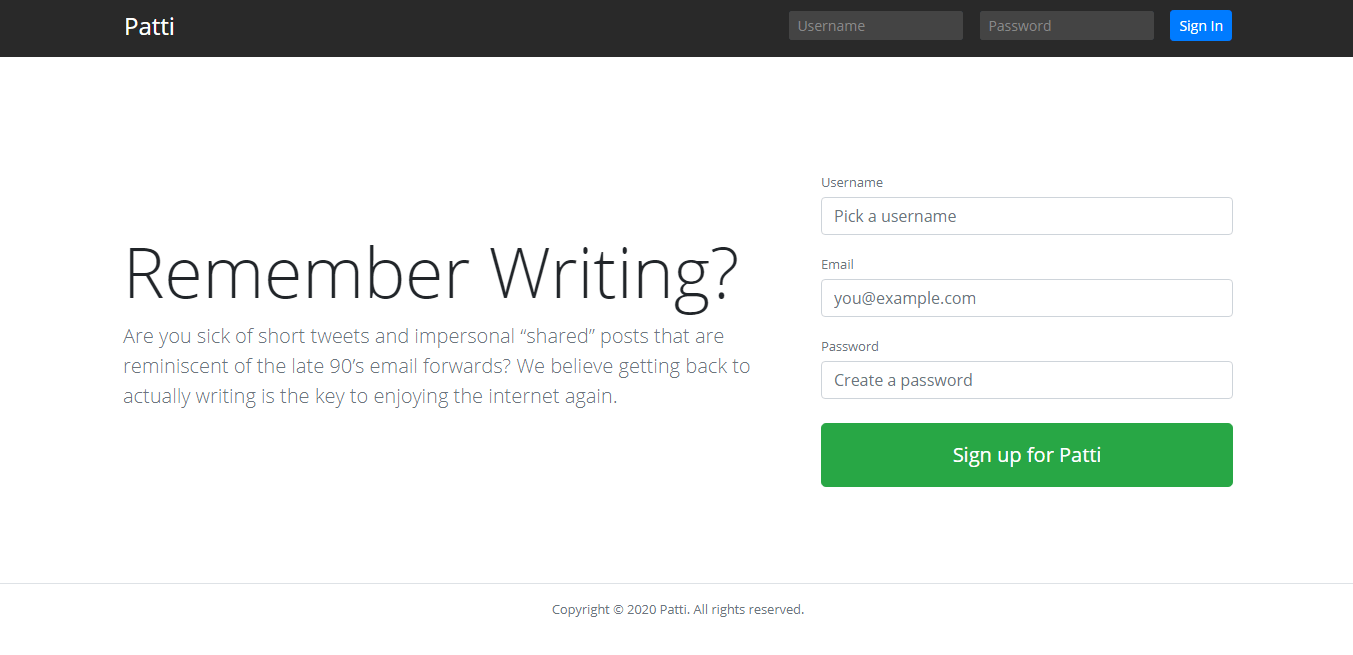 Patti
Username
Password
Sign In
Remember Writing?
Are you sick of short tweets and impersonal “shared” posts that are
reminiscent of the late 90’s email forwards? We believe getting back to
actually writing is the key to enjoying the internet again.
Username
Pick a username
Email
you@example.com
Password
Create a password
Sign up for Patti
Copyright © 2020 Patti. All rights reserved.